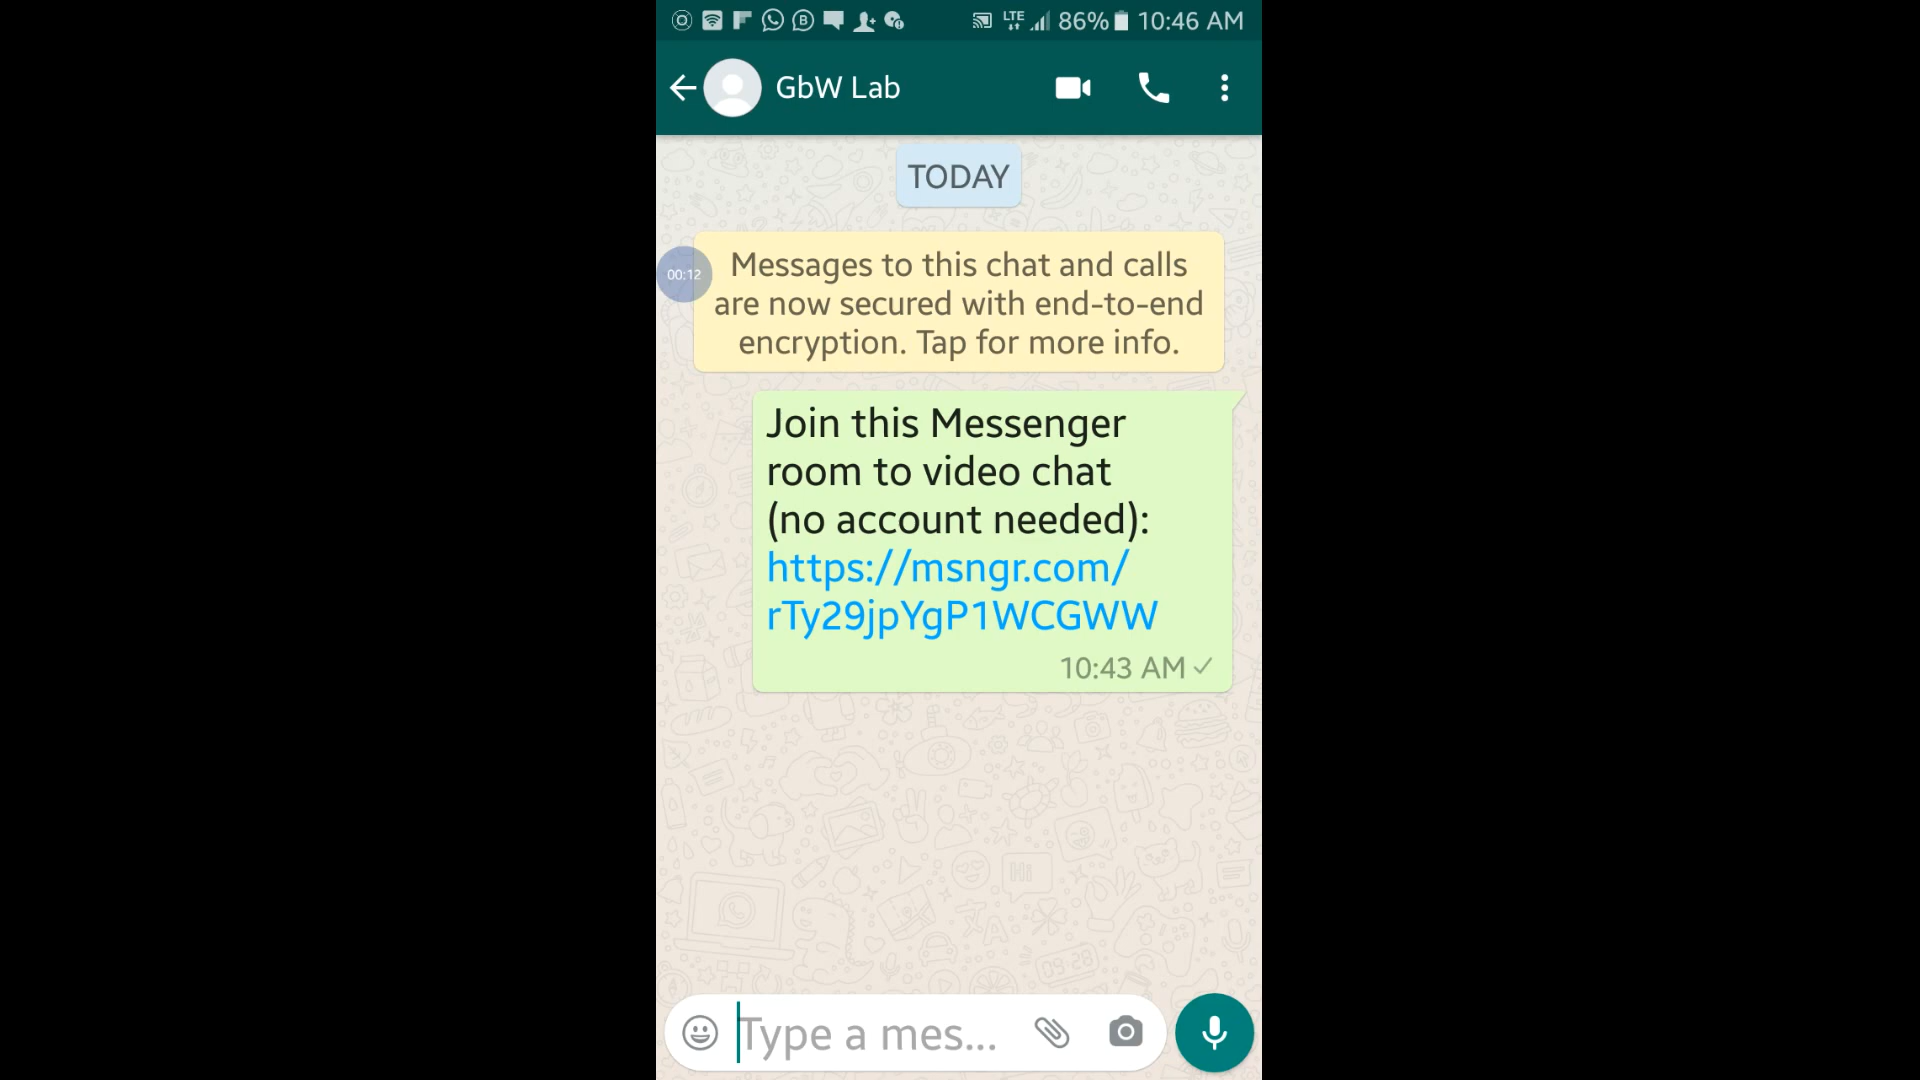 LTE 86% 10:46 AM
GbW Lab
TODAY
Messages to this chat and calls
are now secured with end-to-end
encryption. Tap for more info.
00:12
Join this Messenger
room to video chat
(no account needed):
https://msngr.com/
rTy29jpYgP1WCGWW
10:43 AM
Type a mes...